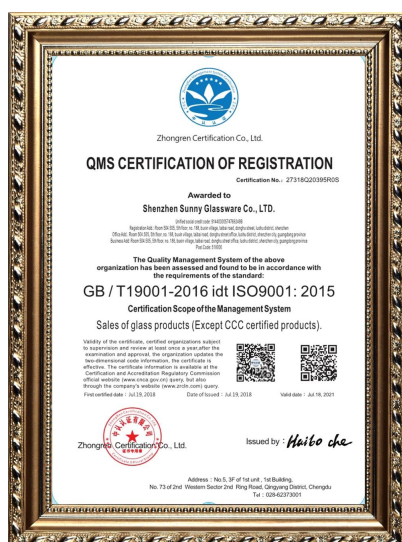 Zhongren Certification Co., Ltd.
QMS CERTIFICATION OF REGISTRATION
Certification No.: 27318Q20395R0S
Awarded to
Shenzhen Sunny Glassware Co., LTD.
The Quality Management System of the above
organization has been assessed and found to be in accordance with
the requirements of the standard:
GB / T19001-2016 idt ISO9001: 2015
Certification Scope of the Management System
Sales of glass products (Except CCC certified products).
Validity of the certificate, certified organizations subject
to supervision and review at least once a year,after the
examination and approval, the organization updates the
two-dimensional code information, the certificate is
effective. The certificate information is available at the
Certification and Accreditation Regulatory Commission
official website (www.cnca.gov.cn) query, but also
through the company's website (www.zrclm.com) query.
First certified date : Jul.19, 2018 Date of Issued : Jul.19, 2018 Valid date : Jul.18, 2021
Zhongren Certification Co., Ltd.
Issued by : Haibo che
Address : No.5, 3F of 1st unit , 1st Building,
No. 73 of 2nd Western Sector 2nd Ring Road, Qingyang District, Chengdu
Tel : 028-62373001